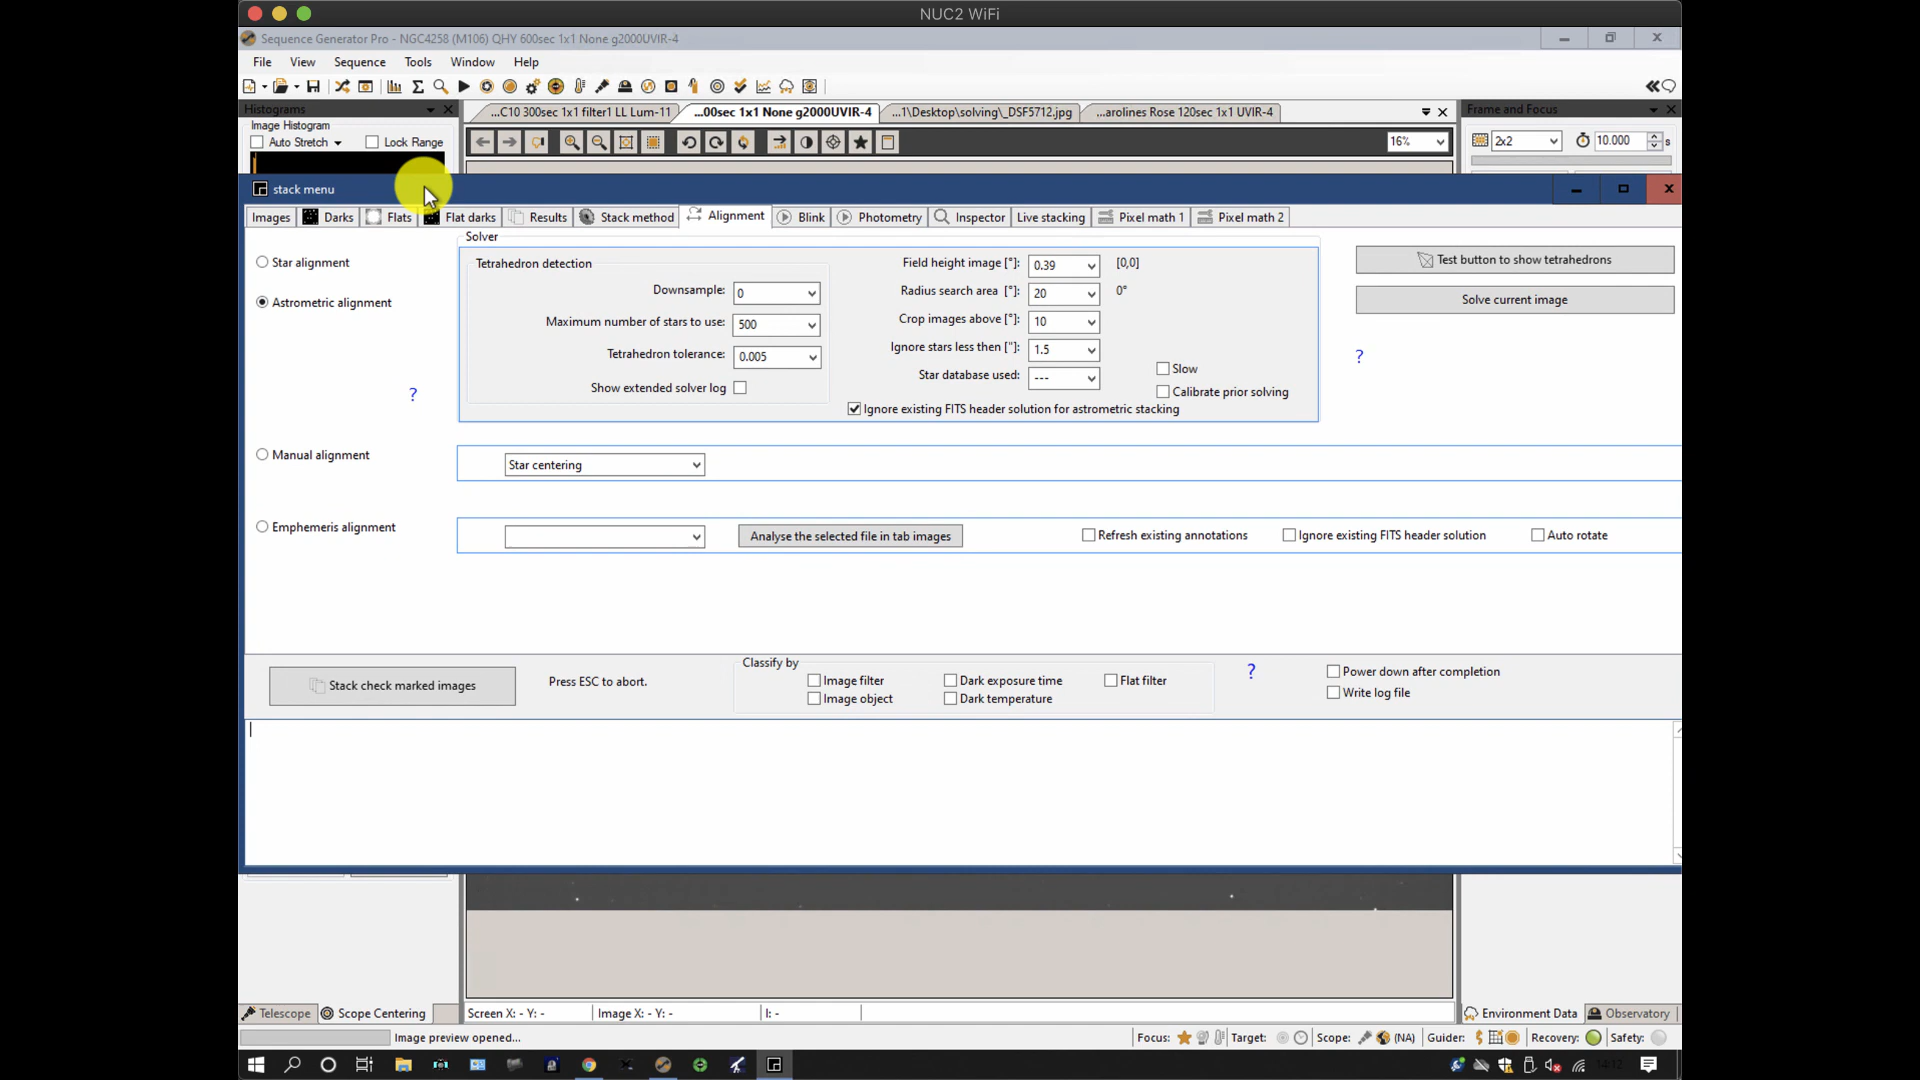 NUC2 WiFi
Sequence Generator Pro - NGC4258 (M106) QHY 600sec 1x1 None g2000UVIR-4
File View Sequence Tools Window Help
Histograms
...C10 300sec 1x1 filter1 LL Lum-11
...00sec 1x1 None g2000UVIR-4
...1\Desktop\solving\_DSF5712.jpg
...arolines Rose 120sec 1x1 UVIR-4
Frame and Focus
Image Histogram
Auto Stretch
Lock Range
16%
2x2
10.000 s
stack menu
Images Darks Flats Flat darks Results Stack method Alignment Blink Photometry Inspector Live stacking Pixel math 1 Pixel math 2
Solver
Star alignment
Astrometric alignment
?
Tetrahedron detection
Downsample: 0
Maximum number of stars to use: 500
Tetrahedron tolerance: 0.005
Show extended solver log
Field height image [°]: 0.39 [0,0]
Radius search area [°]: 20 0°
Crop images above [°]: 10
Ignore stars less then ["]: 1.5
Star database used: ---
Slow
Calibrate prior solving
Ignore existing FITS header solution for astrometric stacking
Test button to show tetrahedrons
Solve current image
?
Manual alignment
Star centering
Emphemeris alignment
Analyse the selected file in tab images
Refresh existing annotations
Ignore existing FITS header solution
Auto rotate
Stack check marked images
Press ESC to abort.
Classify by
Image filter
Image object
Dark exposure time
Dark temperature
Flat filter
?
Power down after completion
Write log file
Telescope Scope Centering
Screen X: - Y: - Image X: - Y: - I: -
Environment Data Observatory
Image preview opened...
Focus: Target: Scope: (NA) Guider: Recovery: Safety: